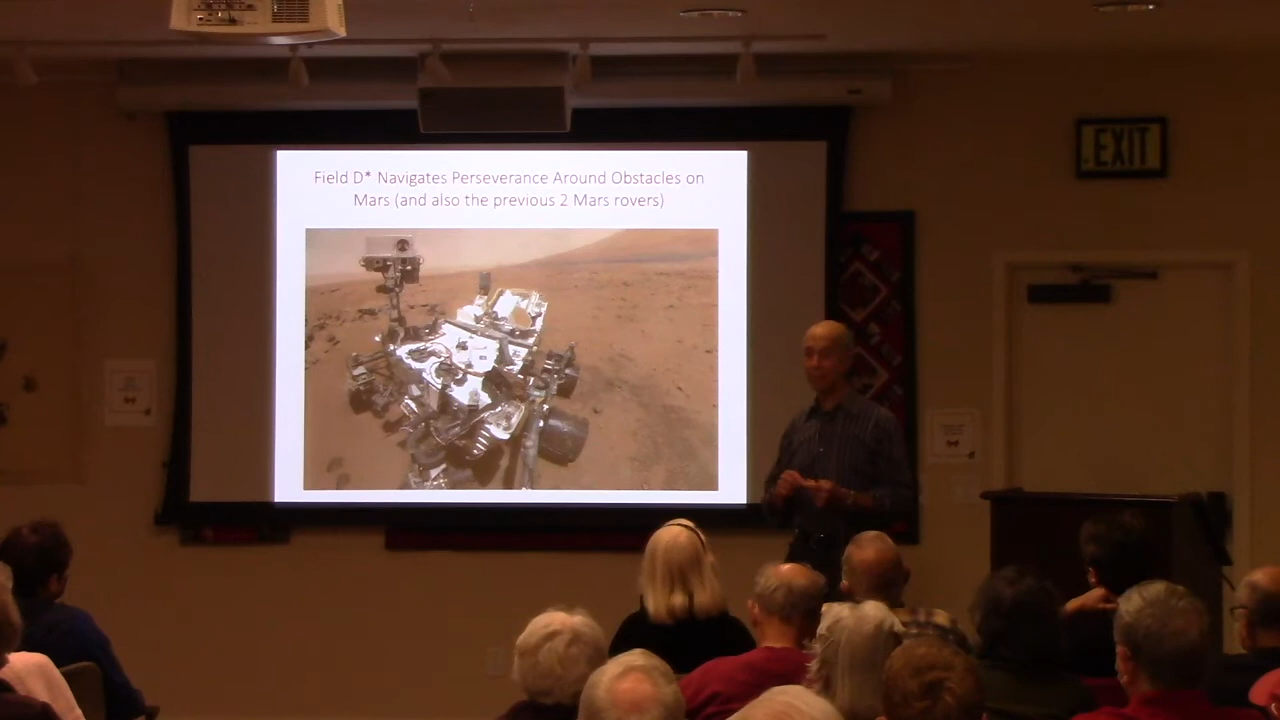 Field D* Navigates Perseverance Around Obstacles on
Mars (and also the previous 2 Mars rovers)
EXIT